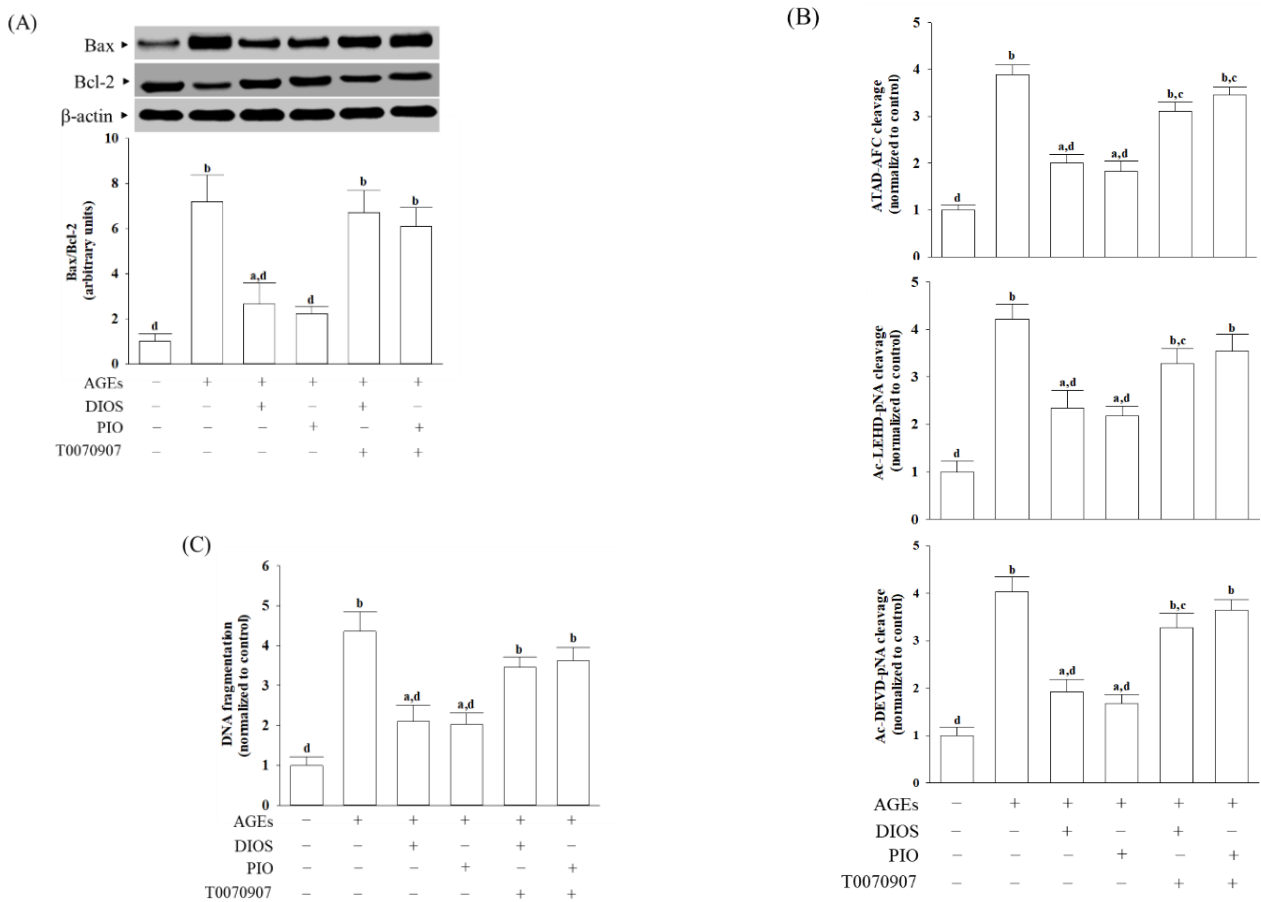 (A)
Bax ►
Bcl-2 ►
β-actin ►
Bax/Bcl-2
(arbitrary units)
10
8
6
4
2
0
d
b
a,d
d
b
b
AGEs − + + + + +
DIOS − − + − + −
PIO − − − + − +
T0070907 − − − − + +
(B)
ATAD-AFC cleavage
(normalized to control)
5
4
3
2
1
0
d
b
a,d
a,d
b,c
b,c
Ac-LEHD-pNA cleavage
(normalized to control)
5
4
3
2
1
0
d
b
a,d
a,d
b,c
b
Ac-DEVD-pNA cleavage
(normalized to control)
5
4
3
2
1
0
d
b
a,d
a,d
b,c
b
AGEs − + + + + +
DIOS − − + − + −
PIO − − − + − +
T0070907 − − − − + +
(C)
DNA fragmentation
(normalized to control)
6
5
4
3
2
1
0
d
b
a,d
a,d
b
b
AGEs − + + + + +
DIOS − − + − + −
PIO − − − + − +
T0070907 − − − − + +